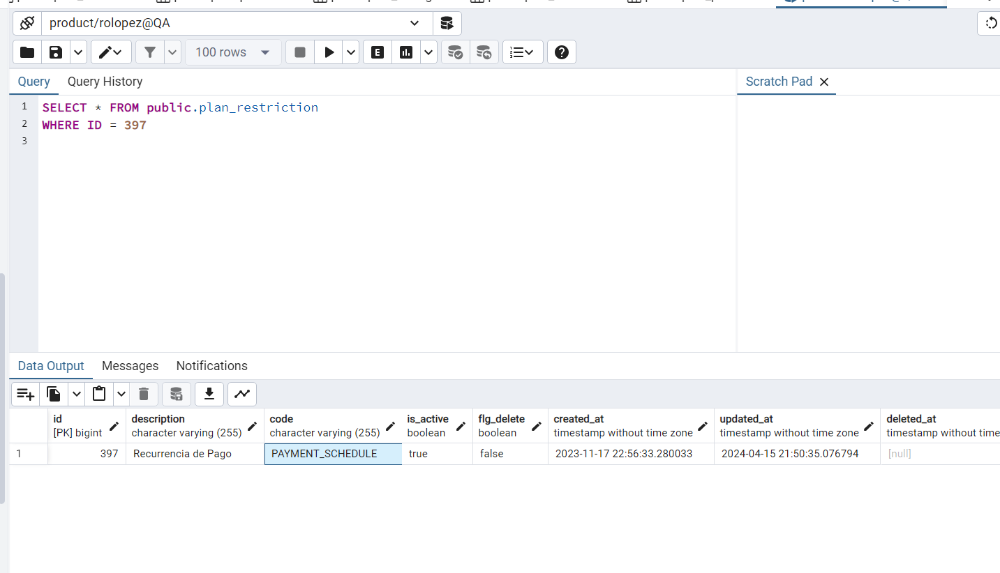 product/rolopez@QA
100 rows
E
Query Query History
Scratch Pad
1 SELECT * FROM public.plan_restriction
2 WHERE ID = 397
3
Data Output Messages Notifications
id description code is_active flg_delete created_at updated_at deleted_at
[PK] bigint character varying (255) character varying (255) boolean boolean timestamp without time zone timestamp without time zone timestamp without time
1 397 Recurrencia de Pago PAYMENT_SCHEDULE true false 2023-11-17 22:56:33.280033 2024-04-15 21:50:35.076794 [null]